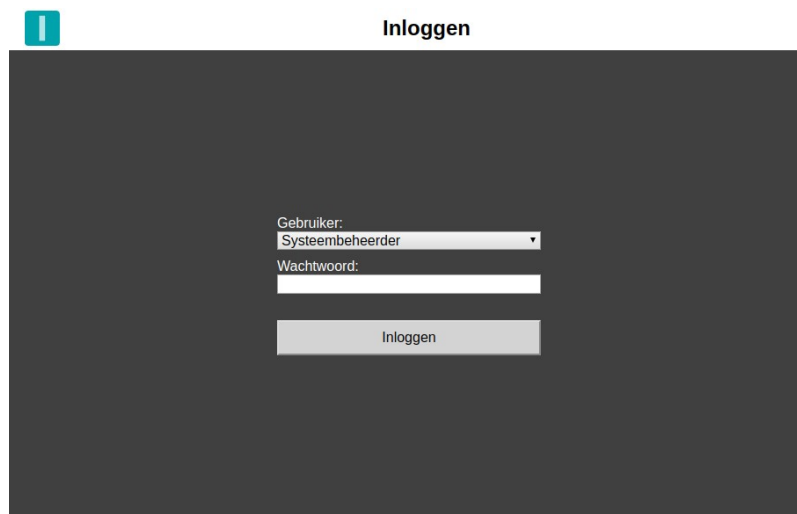 Inloggen
Gebruiker:
Systeembeheerder
Wachtwoord:
Inloggen